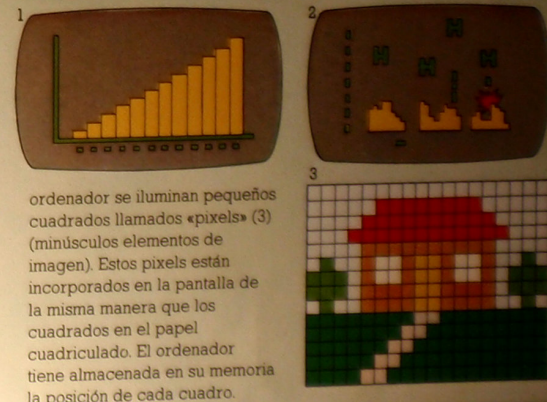 1
2
3
ordenador se iluminan pequeños
cuadrados llamados «pixels» (3)
(minúsculos elementos de
imagen). Estos pixels están
incorporados en la pantalla de
la misma manera que los
cuadrados en el papel
cuadriculado. El ordenador
tiene almacenada en su memoria
la posición de cada cuadro.